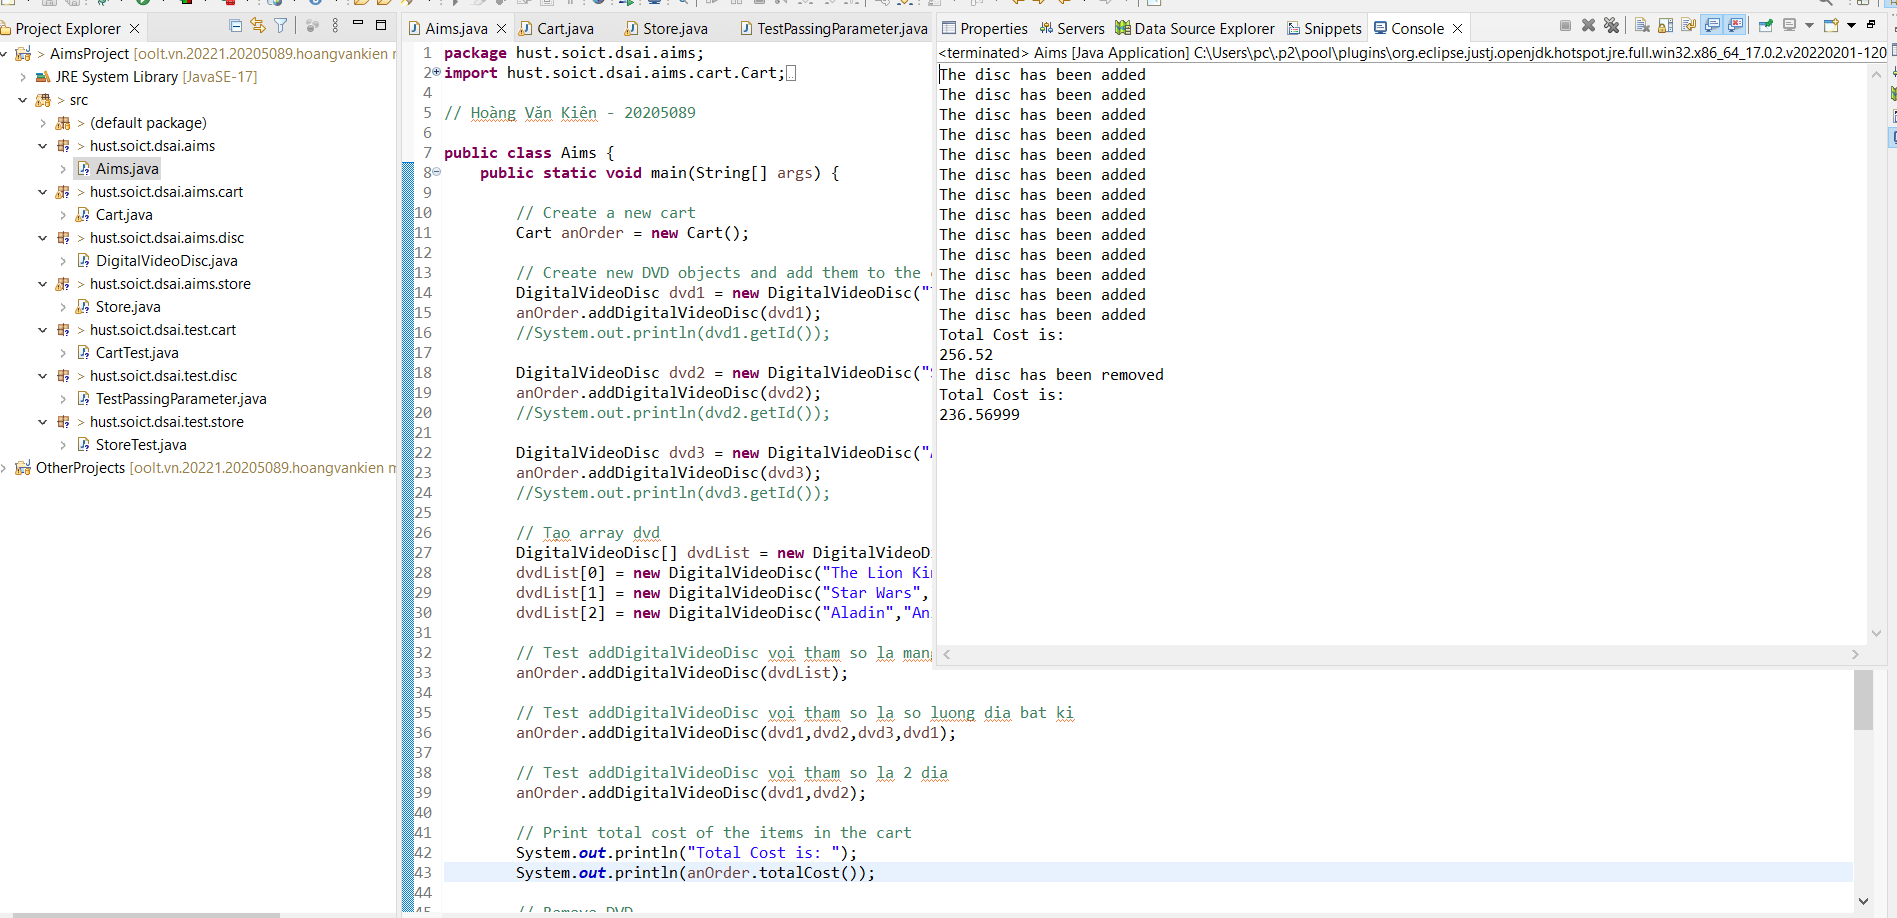 Project Explorer
> AimsProject [oolt.vn.20221.20205089.hoangvankien
JRE System Library [JavaSE-17]
> src
> (default package)
> hust.soict.dsai.aims
Aims.java
> hust.soict.dsai.aims.cart
Cart.java
> hust.soict.dsai.aims.disc
DigitalVideoDisc.java
> hust.soict.dsai.aims.store
Store.java
> hust.soict.dsai.test.cart
CartTest.java
> hust.soict.dsai.test.disc
TestPassingParameter.java
> hust.soict.dsai.test.store
StoreTest.java
OtherProjects [oolt.vn.20221.20205089.hoangvankien
Aims.java Cart.java Store.java TestPassingParameter.java
1 package hust.soict.dsai.aims;
2 import hust.soict.dsai.aims.cart.Cart;
4
5 // Hoàng Văn Kiên - 20205089
6
7 public class Aims {
8 public static void main(String[] args) {
9
10 // Create a new cart
11 Cart anOrder = new Cart();
12
13 // Create new DVD objects and add them to the
14 DigitalVideoDisc dvd1 = new DigitalVideoDisc("
15 anOrder.addDigitalVideoDisc(dvd1);
16 //System.out.println(dvd1.getId());
17
18 DigitalVideoDisc dvd2 = new DigitalVideoDisc("
19 anOrder.addDigitalVideoDisc(dvd2);
20 //System.out.println(dvd2.getId());
21
22 DigitalVideoDisc dvd3 = new DigitalVideoDisc("
23 anOrder.addDigitalVideoDisc(dvd3);
24 //System.out.println(dvd3.getId());
25
26 // Tạo array dvd
27 DigitalVideoDisc[] dvdList = new DigitalVideoD
28 dvdList[0] = new DigitalVideoDisc("The Lion Ki
29 dvdList[1] = new DigitalVideoDisc("Star Wars",
30 dvdList[2] = new DigitalVideoDisc("Aladin","An
31
32 // Test addDigitalVideoDisc voi tham so la mang
33 anOrder.addDigitalVideoDisc(dvdList);
34
35 // Test addDigitalVideoDisc voi tham so la so luong dia bat ki
36 anOrder.addDigitalVideoDisc(dvd1,dvd2,dvd3,dvd1);
37
38 // Test addDigitalVideoDisc voi tham so la 2 dia
39 anOrder.addDigitalVideoDisc(dvd1,dvd2);
40
41 // Print total cost of the items in the cart
42 System.out.println("Total Cost is: ");
43 System.out.println(anOrder.totalCost());
44
45 // Remove DVD
Properties Servers Data Source Explorer Snippets Console
<terminated> Aims [Java Application] C:\Users\pc\.p2\pool\plugins\org.eclipse.justj.openjdk.hotspot.jre.full.win32.x86_64_17.0.2.v20220201-120
The disc has been added
The disc has been added
The disc has been added
The disc has been added
The disc has been added
The disc has been added
The disc has been added
The disc has been added
The disc has been added
The disc has been added
The disc has been added
The disc has been added
The disc has been added
Total Cost is:
256.52
The disc has been removed
Total Cost is:
236.56999